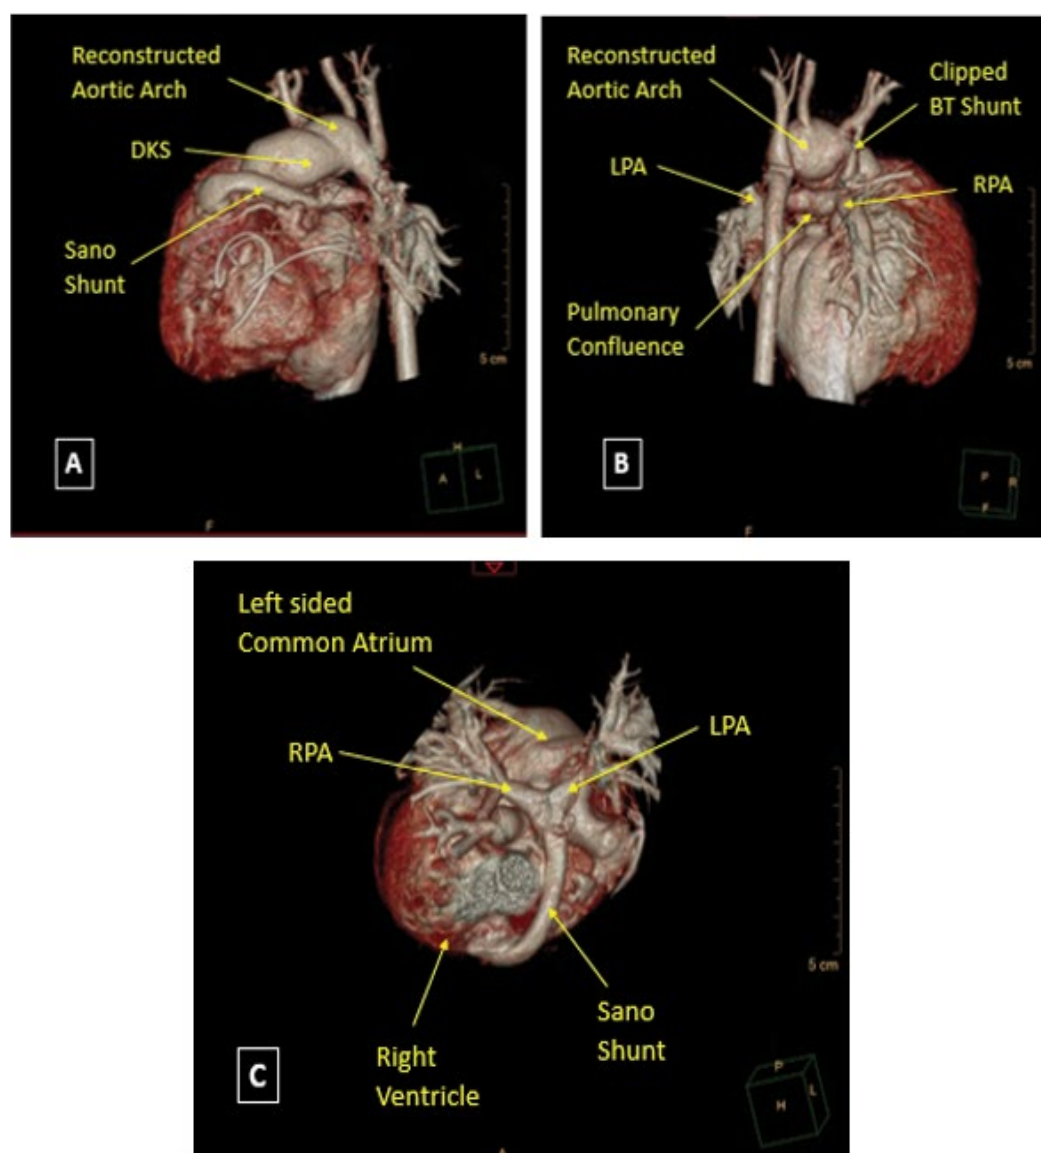 Reconstructed
Aortic Arch
DKS
Sano
Shunt
5 cm
A
H
A L
F
Reconstructed
Aortic Arch
Clipped
BT Shunt
LPA
RPA
Pulmonary
Confluence
5 cm
B
P R
F
F
Left sided
Common Atrium
RPA
LPA
5 cm
Sano
Shunt
Right
Ventricle
C
P
L
H